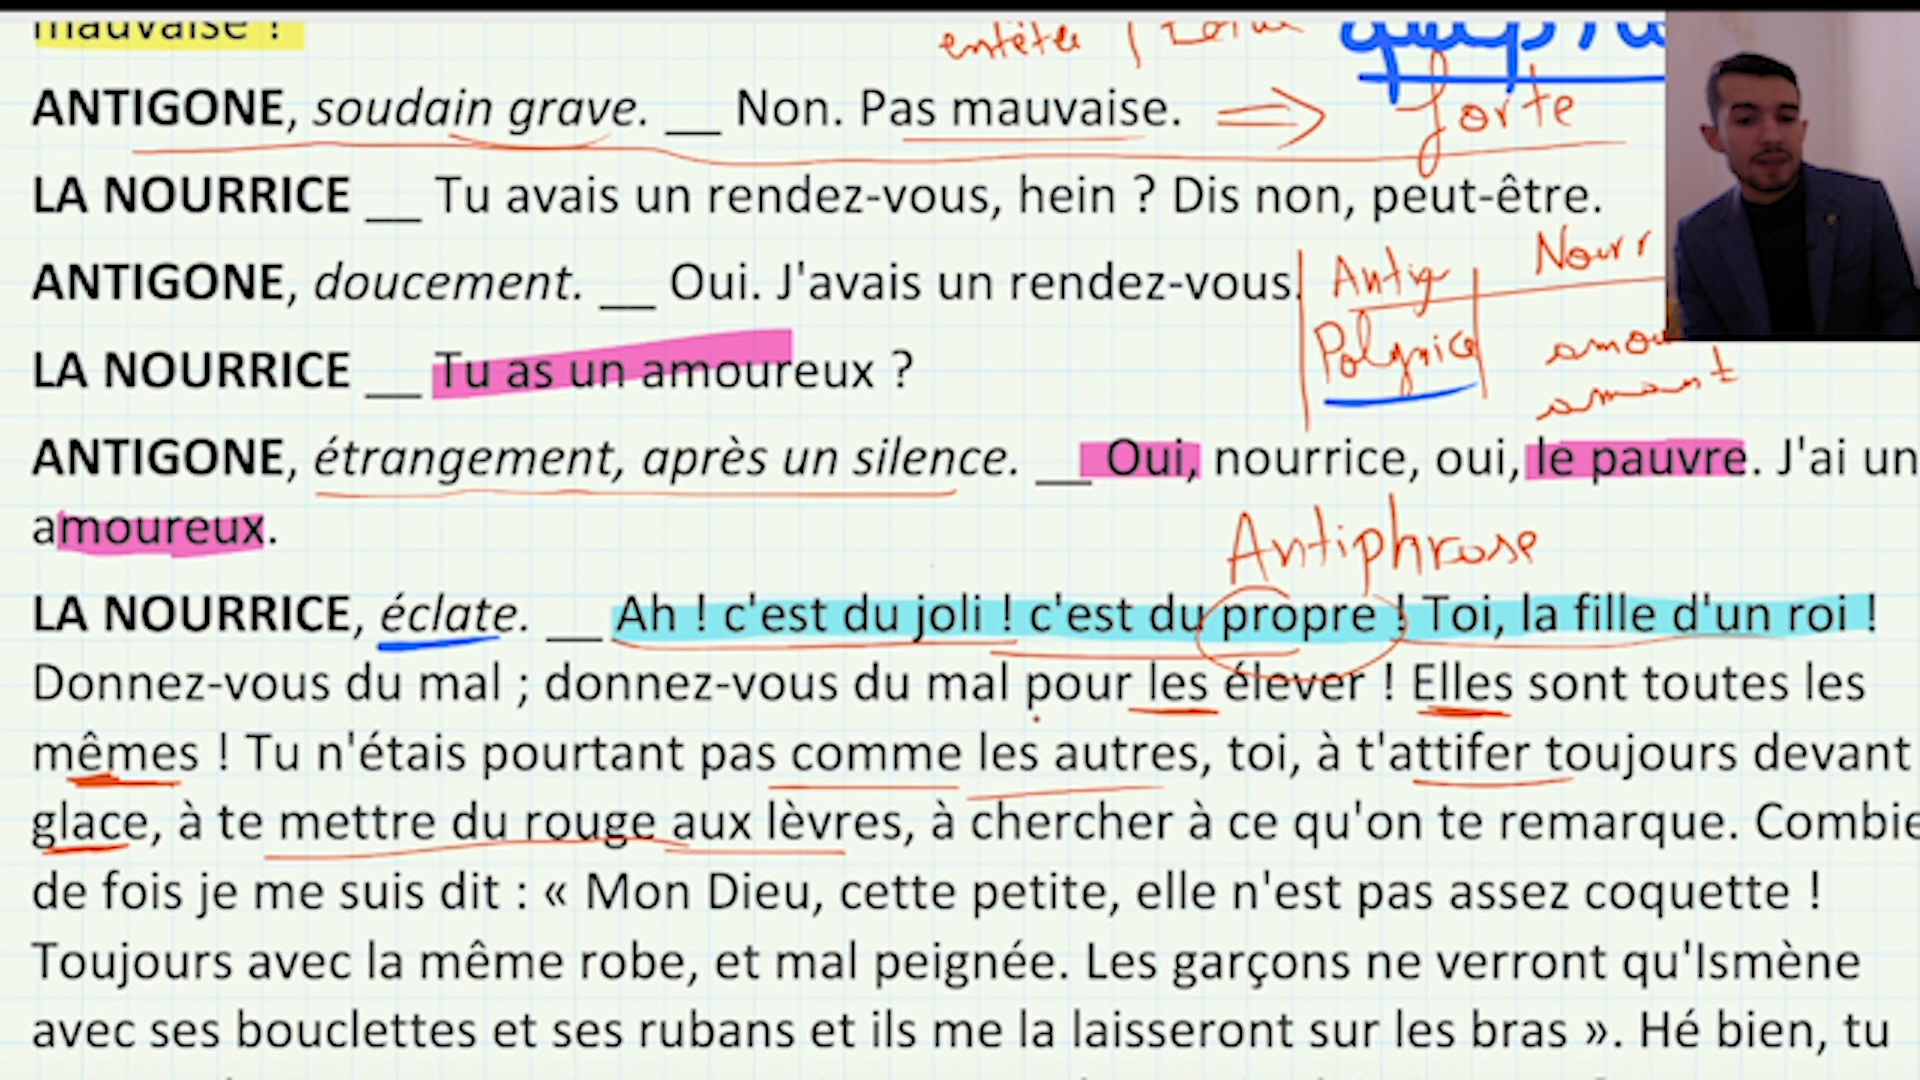 mauvaise !
entêtée
ANTIGONE, soudain grave. __ Non. Pas mauvaise. ⇒ forte
LA NOURRICE __ Tu avais un rendez-vous, hein ? Dis non, peut-être.
Antig Nourr
ANTIGONE, doucement. __ Oui. J'avais un rendez-vous.
Polynice
LA NOURRICE __ Tu as un amoureux ?
amant
ANTIGONE, étrangement, après un silence. __ Oui, nourrice, oui, le pauvre. J'ai un
amoureux.
Antiphrase
LA NOURRICE, éclate. __ Ah ! c'est du joli ! c'est du propre ! Toi, la fille d'un roi !
Donnez-vous du mal ; donnez-vous du mal pour les élever ! Elles sont toutes les
mêmes ! Tu n'étais pourtant pas comme les autres, toi, à t'attifer toujours devant
glace, à te mettre du rouge aux lèvres, à chercher à ce qu'on te remarque. Combie
de fois je me suis dit : « Mon Dieu, cette petite, elle n'est pas assez coquette !
Toujours avec la même robe, et mal peignée. Les garçons ne verront qu'Ismène
avec ses bouclettes et ses rubans et ils me la laisseront sur les bras ». Hé bien, tu